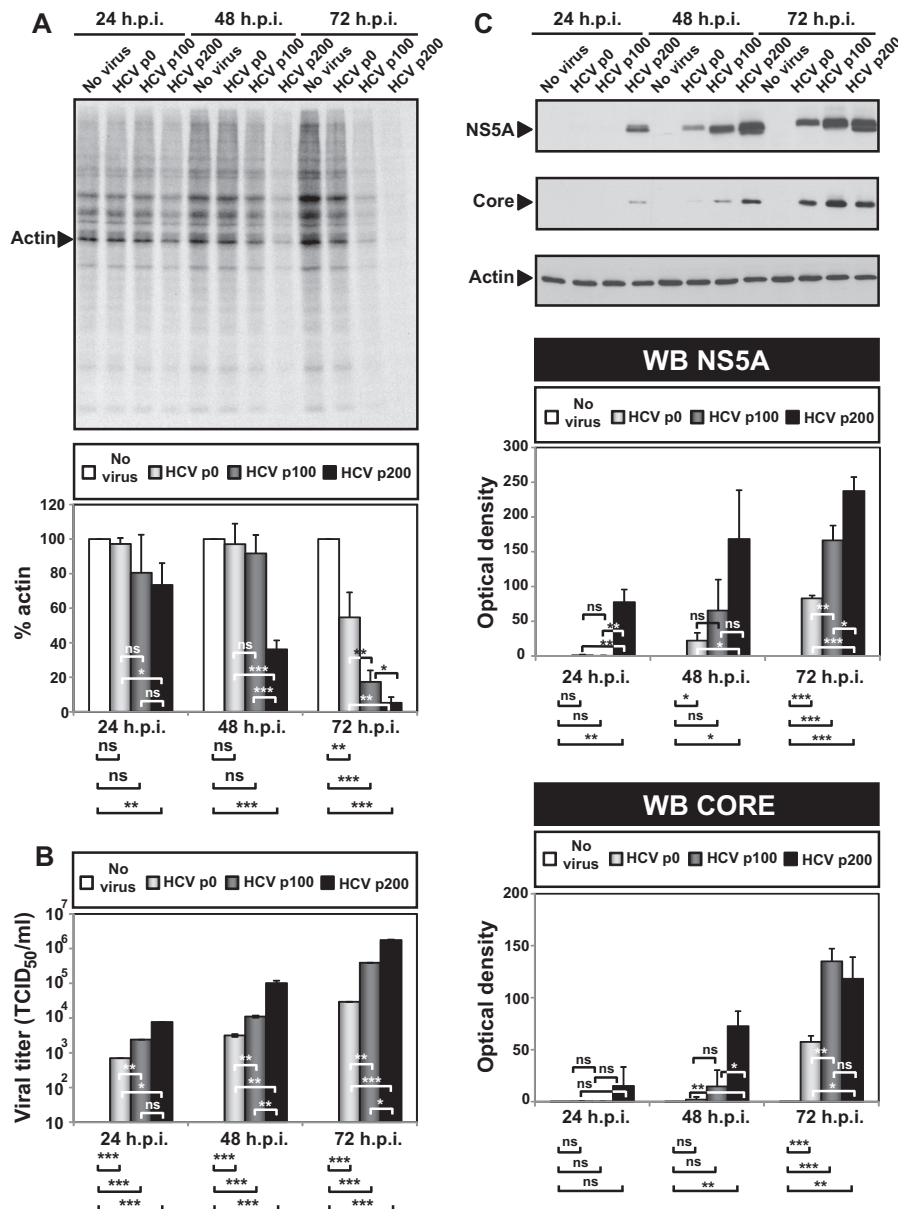 A
24 h.p.i. 48 h.p.i. 72 h.p.i.
No virus HCV p0 HCV p100 HCV p200 No virus HCV p0 HCV p100 HCV p200 No virus HCV p0 HCV p100 HCV p200
Actin
No virus HCV p0 HCV p100 HCV p200
% actin
120
100
80
60
40
20
0
ns
*
ns
ns
***
***
**
*
**
24 h.p.i. 48 h.p.i. 72 h.p.i.
ns ns **
ns ns ***
** *** ***
B
No virus HCV p0 HCV p100 HCV p200
Viral titer (TCID50/ml)
10^7
10^6
10^5
10^4
10^3
10^2
10
**
*
ns
**
**
**
**
***
*
24 h.p.i. 48 h.p.i. 72 h.p.i.
*** *** ***
*** *** ***
*** *** ***
C
24 h.p.i. 48 h.p.i. 72 h.p.i.
No virus HCV p0 HCV p100 HCV p200 No virus HCV p0 HCV p100 HCV p200 No virus HCV p0 HCV p100 HCV p200
NS5A
Core
Actin
WB NS5A
No virus HCV p0 HCV p100 HCV p200
Optical density
300
250
200
150
100
50
0
ns
**
**
ns
ns
*
**
*
***
24 h.p.i. 48 h.p.i. 72 h.p.i.
ns * ***
ns ns ***
** * ***
WB CORE
No virus HCV p0 HCV p100 HCV p200
Optical density
200
150
100
50
0
ns
ns
ns
ns
*
**
**
ns
*
24 h.p.i. 48 h.p.i. 72 h.p.i.
ns ns ***
ns ns ***
ns ** **